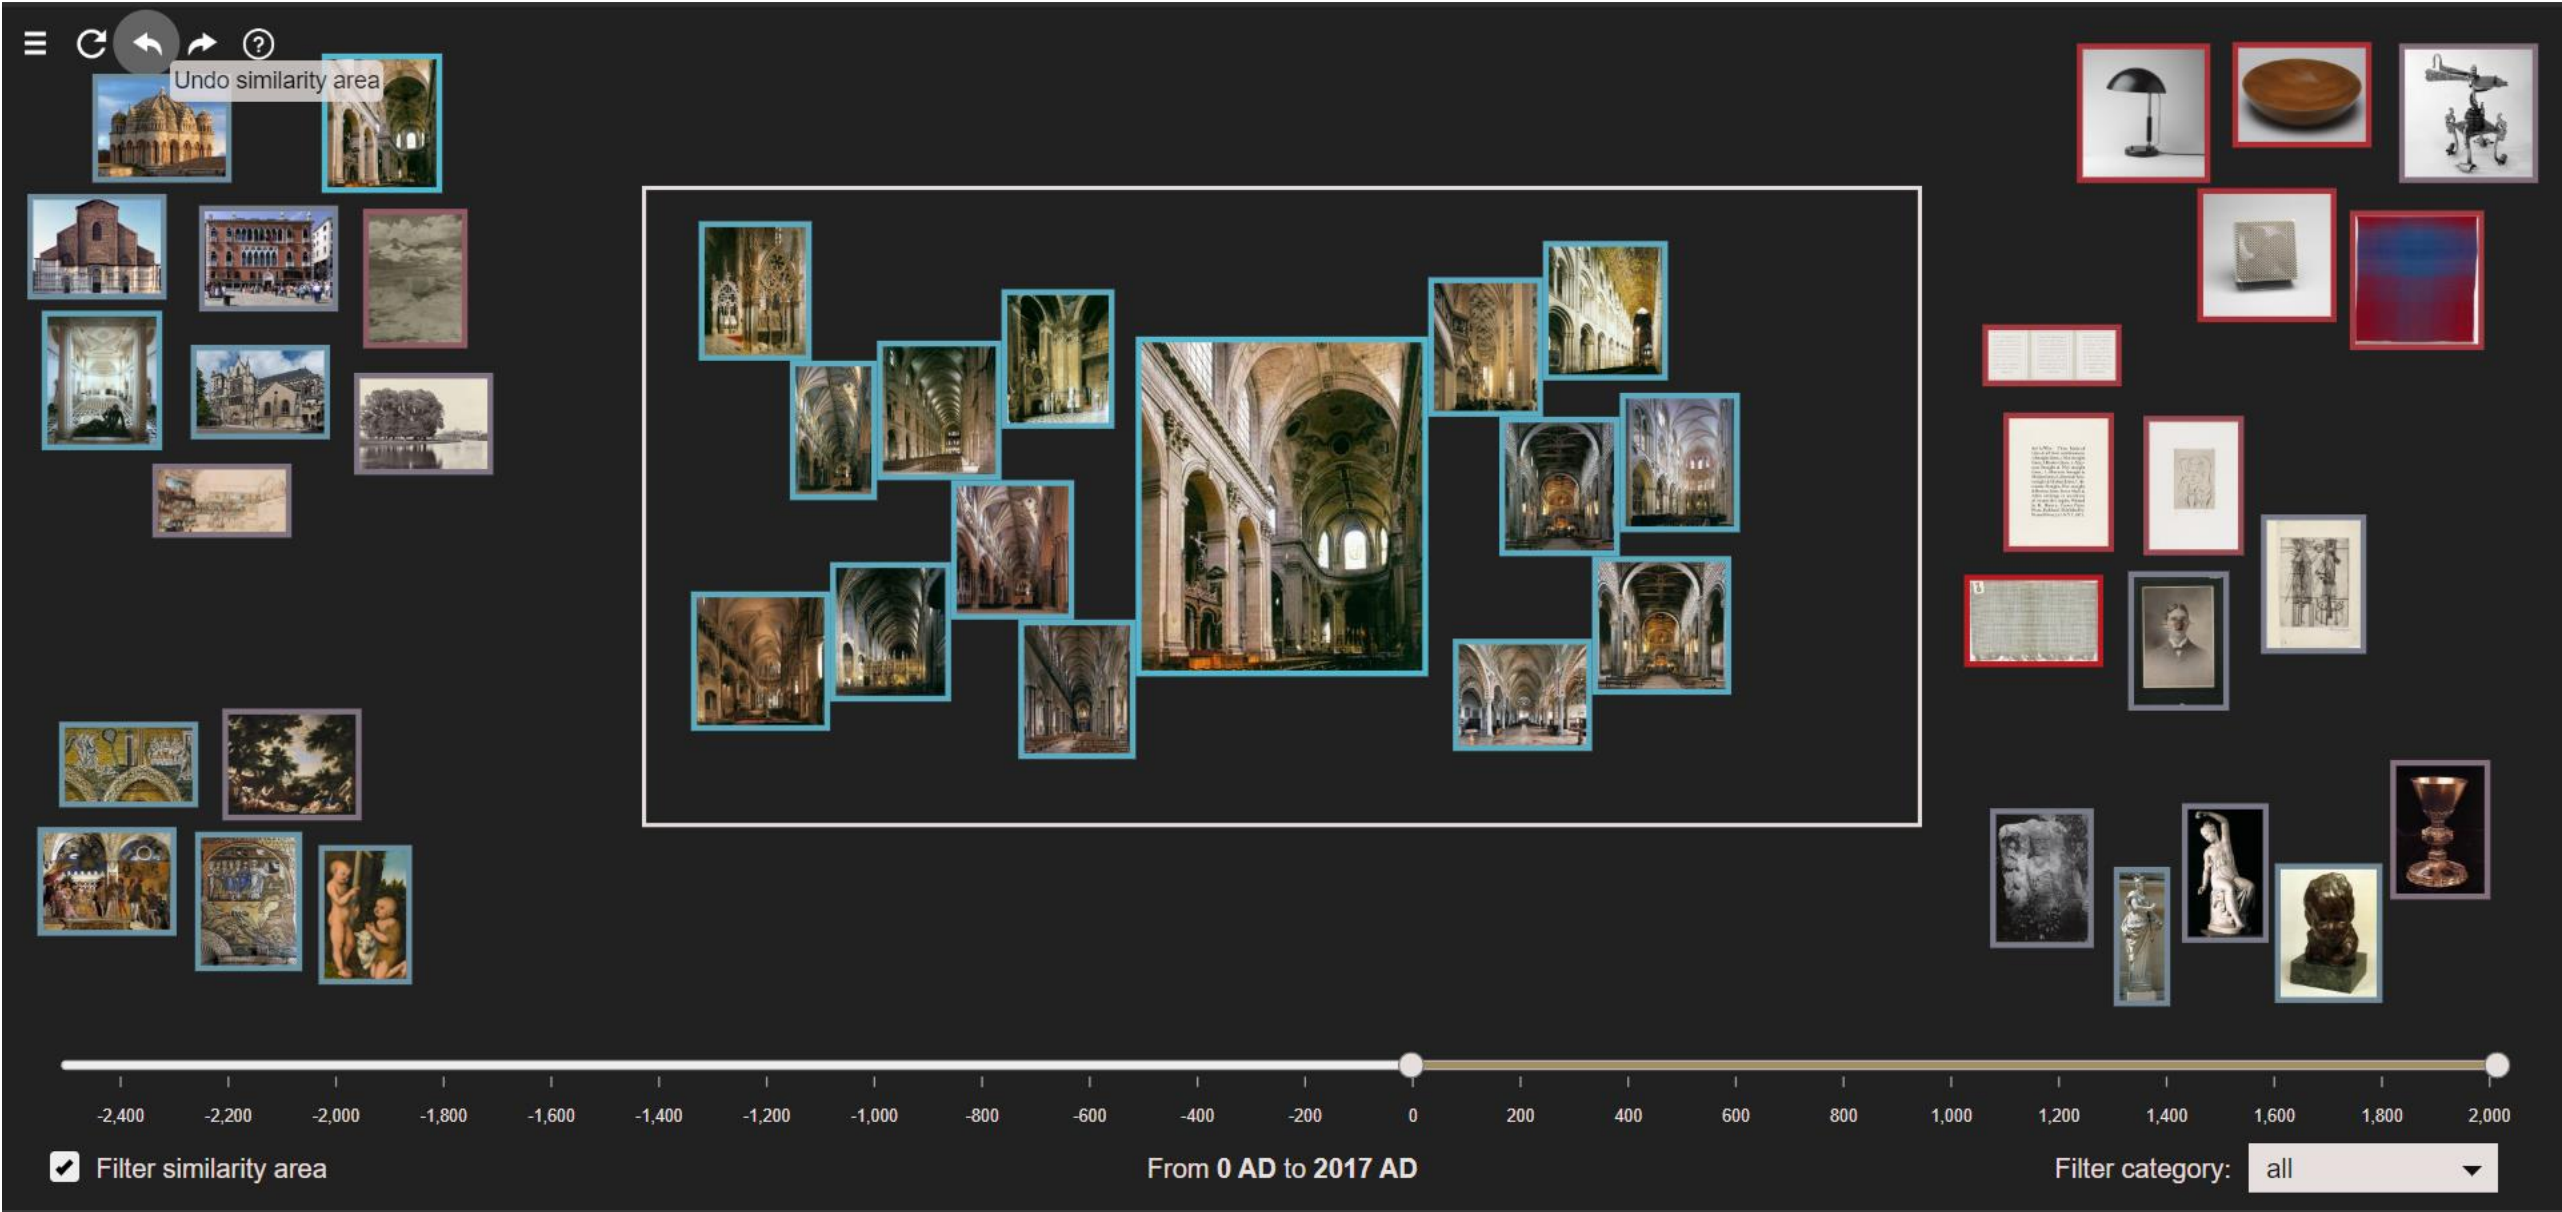 Undo similarity area
-2,400 -2,200 -2,000 -1,800 -1,600 -1,400 -1,200 -1,000 -800 -600 -400 -200 0 200 400 600 800 1,000 1,200 1,400 1,600 1,800 2,000
Filter similarity area
From 0 AD to 2017 AD
Filter category: all